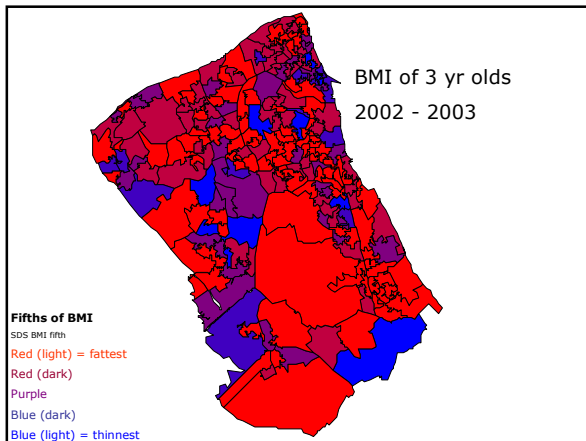 BMI of 3 yr olds
2002 - 2003
Fifths of BMI
SDS BMI fifth
Red (light) = fattest
Red (dark)
Purple
Blue (dark)
Blue (light) = thinnest